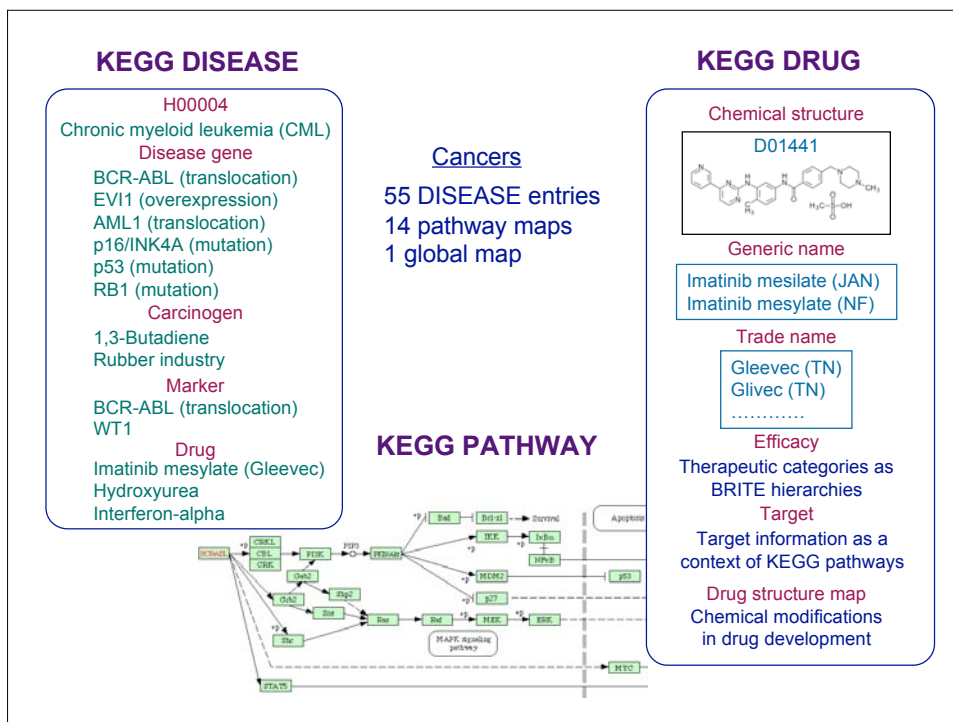 KEGG DISEASE
H00004
Chronic myeloid leukemia (CML)
Disease gene
BCR-ABL (translocation)
EVI1 (overexpression)
AML1 (translocation)
p16/INK4A (mutation)
p53 (mutation)
RB1 (mutation)
Carcinogen
1,3-Butadiene
Rubber industry
Marker
BCR-ABL (translocation)
WT1
Drug
Imatinib mesylate (Gleevec)
Hydroxyurea
Interferon-alpha
Cancers
55 DISEASE entries
14 pathway maps
1 global map
KEGG DRUG
Chemical structure
D01441
N
N
N
H
N
CH3
H
N
O
N
N
CH3
O
H3C S OH
O
Generic name
Imatinib mesilate (JAN)
Imatinib mesylate (NF)
Trade name
Gleevec (TN)
Glivec (TN)
…………
Efficacy
Therapeutic categories as
BRITE hierarchies
Target
Target information as a
context of KEGG pathways
Drug structure map
Chemical modifications
in drug development
KEGG PATHWAY
BCR-ABL
CRKL
CBL
CRK
PI3K
PIP3
PKB/Akt
Gab2
Grb2
Shp2
Sos
Shc
Ras
Raf
MEK
ERK
MAPK signaling
pathway
STAT5
+p
Bad
Bcl-xl
Survival
+p
IKK
IκBα
NFκB
+p
MDM2
p53
+p
p27
+p
+p
+p
+p
MYC
Apoptosis